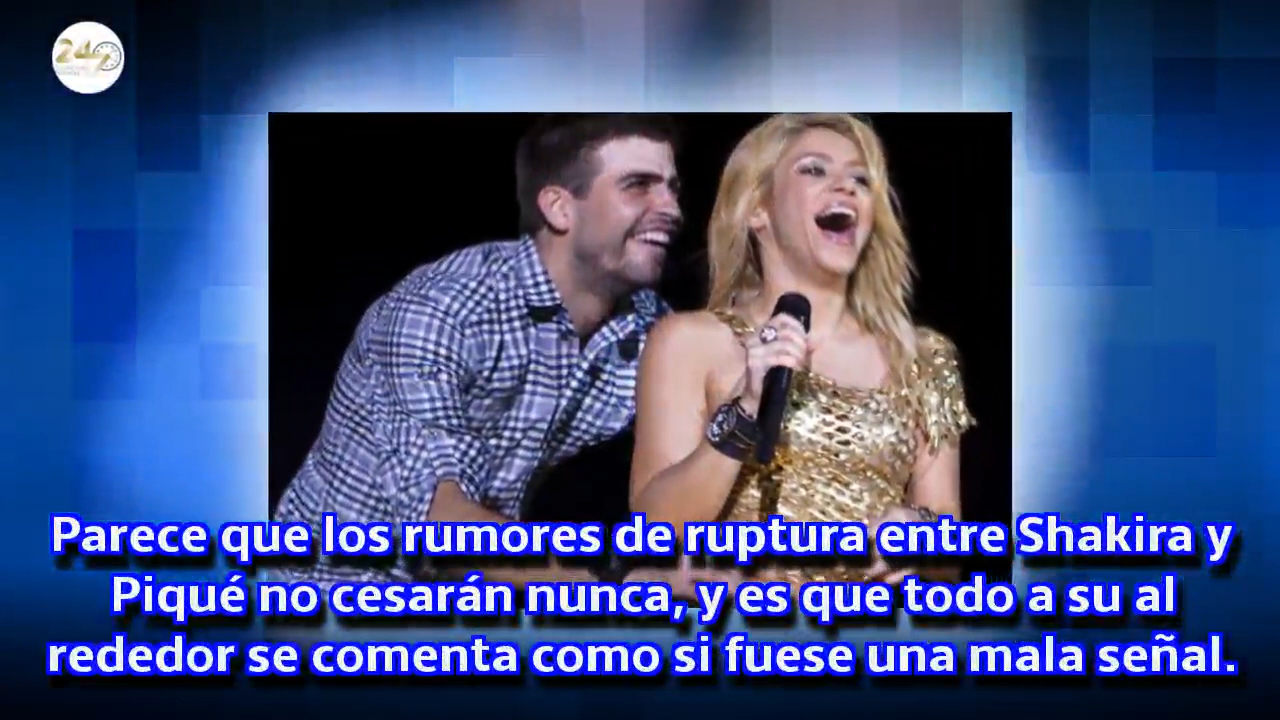 247
Parece que los rumores de ruptura entre Shakira y
Piqué no cesarán nunca, y es que todo a su al
rededor se comenta como si fuese una mala señal.